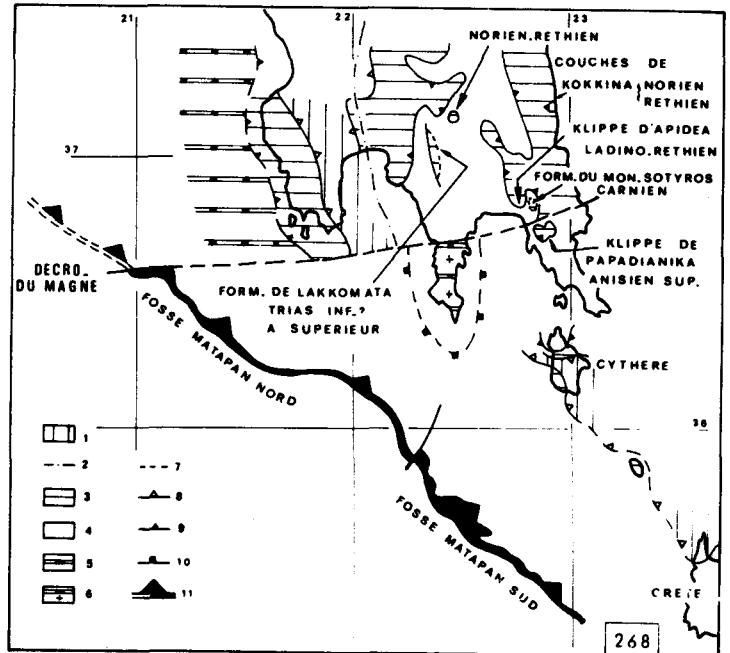 21
22
23
NORIEN.RETHIEN
COUCHES DE
KOKKINA NORIEN
RETHIEN
KLIPPE D'APIDEA
LADINO.RETHIEN
FORM.DU MON.SOTYROS
CARNIEN
37
KLIPPE DE
PAPADIANIKA
ANISIEN SUP.
DECRO_
DU MAGNE
FORM. DE LAKKOMATA
TRIAS INF.?
A SUPERIEUR
FOSSE MATAPAN NORD
CYTHERE
36
1
2
3
4
5
6
7
8
9
10
11
FOSSE MATAPAN SUD
CRETE
268